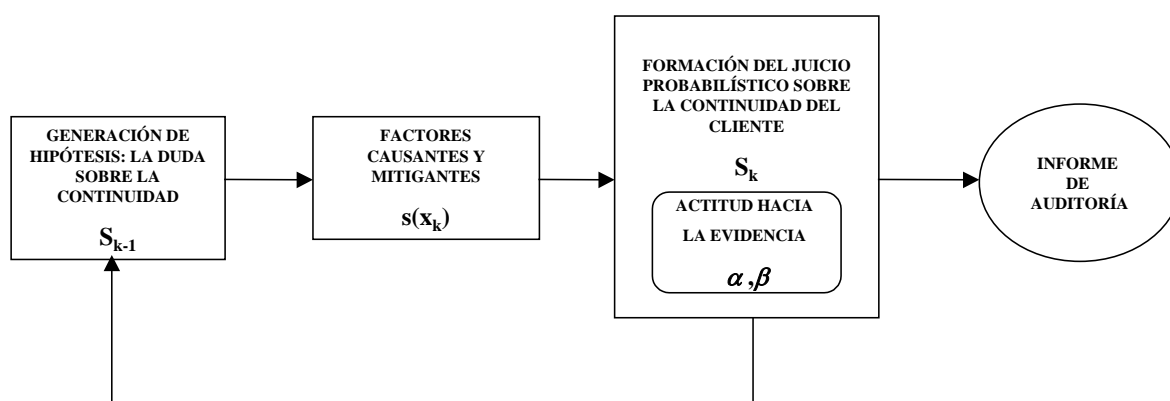 GENERACIÓN DE
HIPÓTESIS: LA DUDA
SOBRE LA
CONTINUIDAD
Sk-1
FACTORES
CAUSANTES Y
MITIGANTES
s(xk)
FORMACIÓN DEL JUICIO
PROBABILÍSTICO SOBRE
LA CONTINUIDAD DEL
CLIENTE
Sk
ACTITUD HACIA
LA EVIDENCIA
α ,β
INFORME
DE
AUDITORÍA